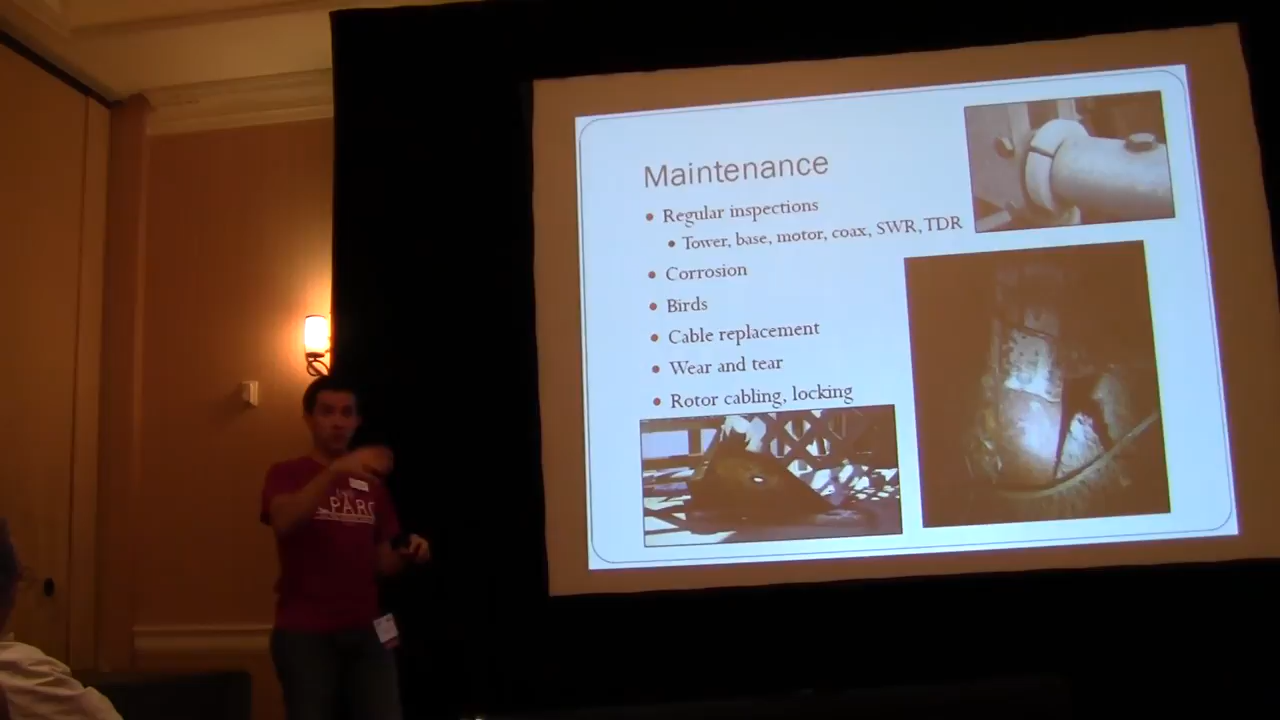 Maintenance
• Regular inspections
• Tower, base, motor, coax, SWR, TDR
• Corrosion
• Birds
• Cable replacement
• Wear and tear
• Rotor cabling, locking
PARC